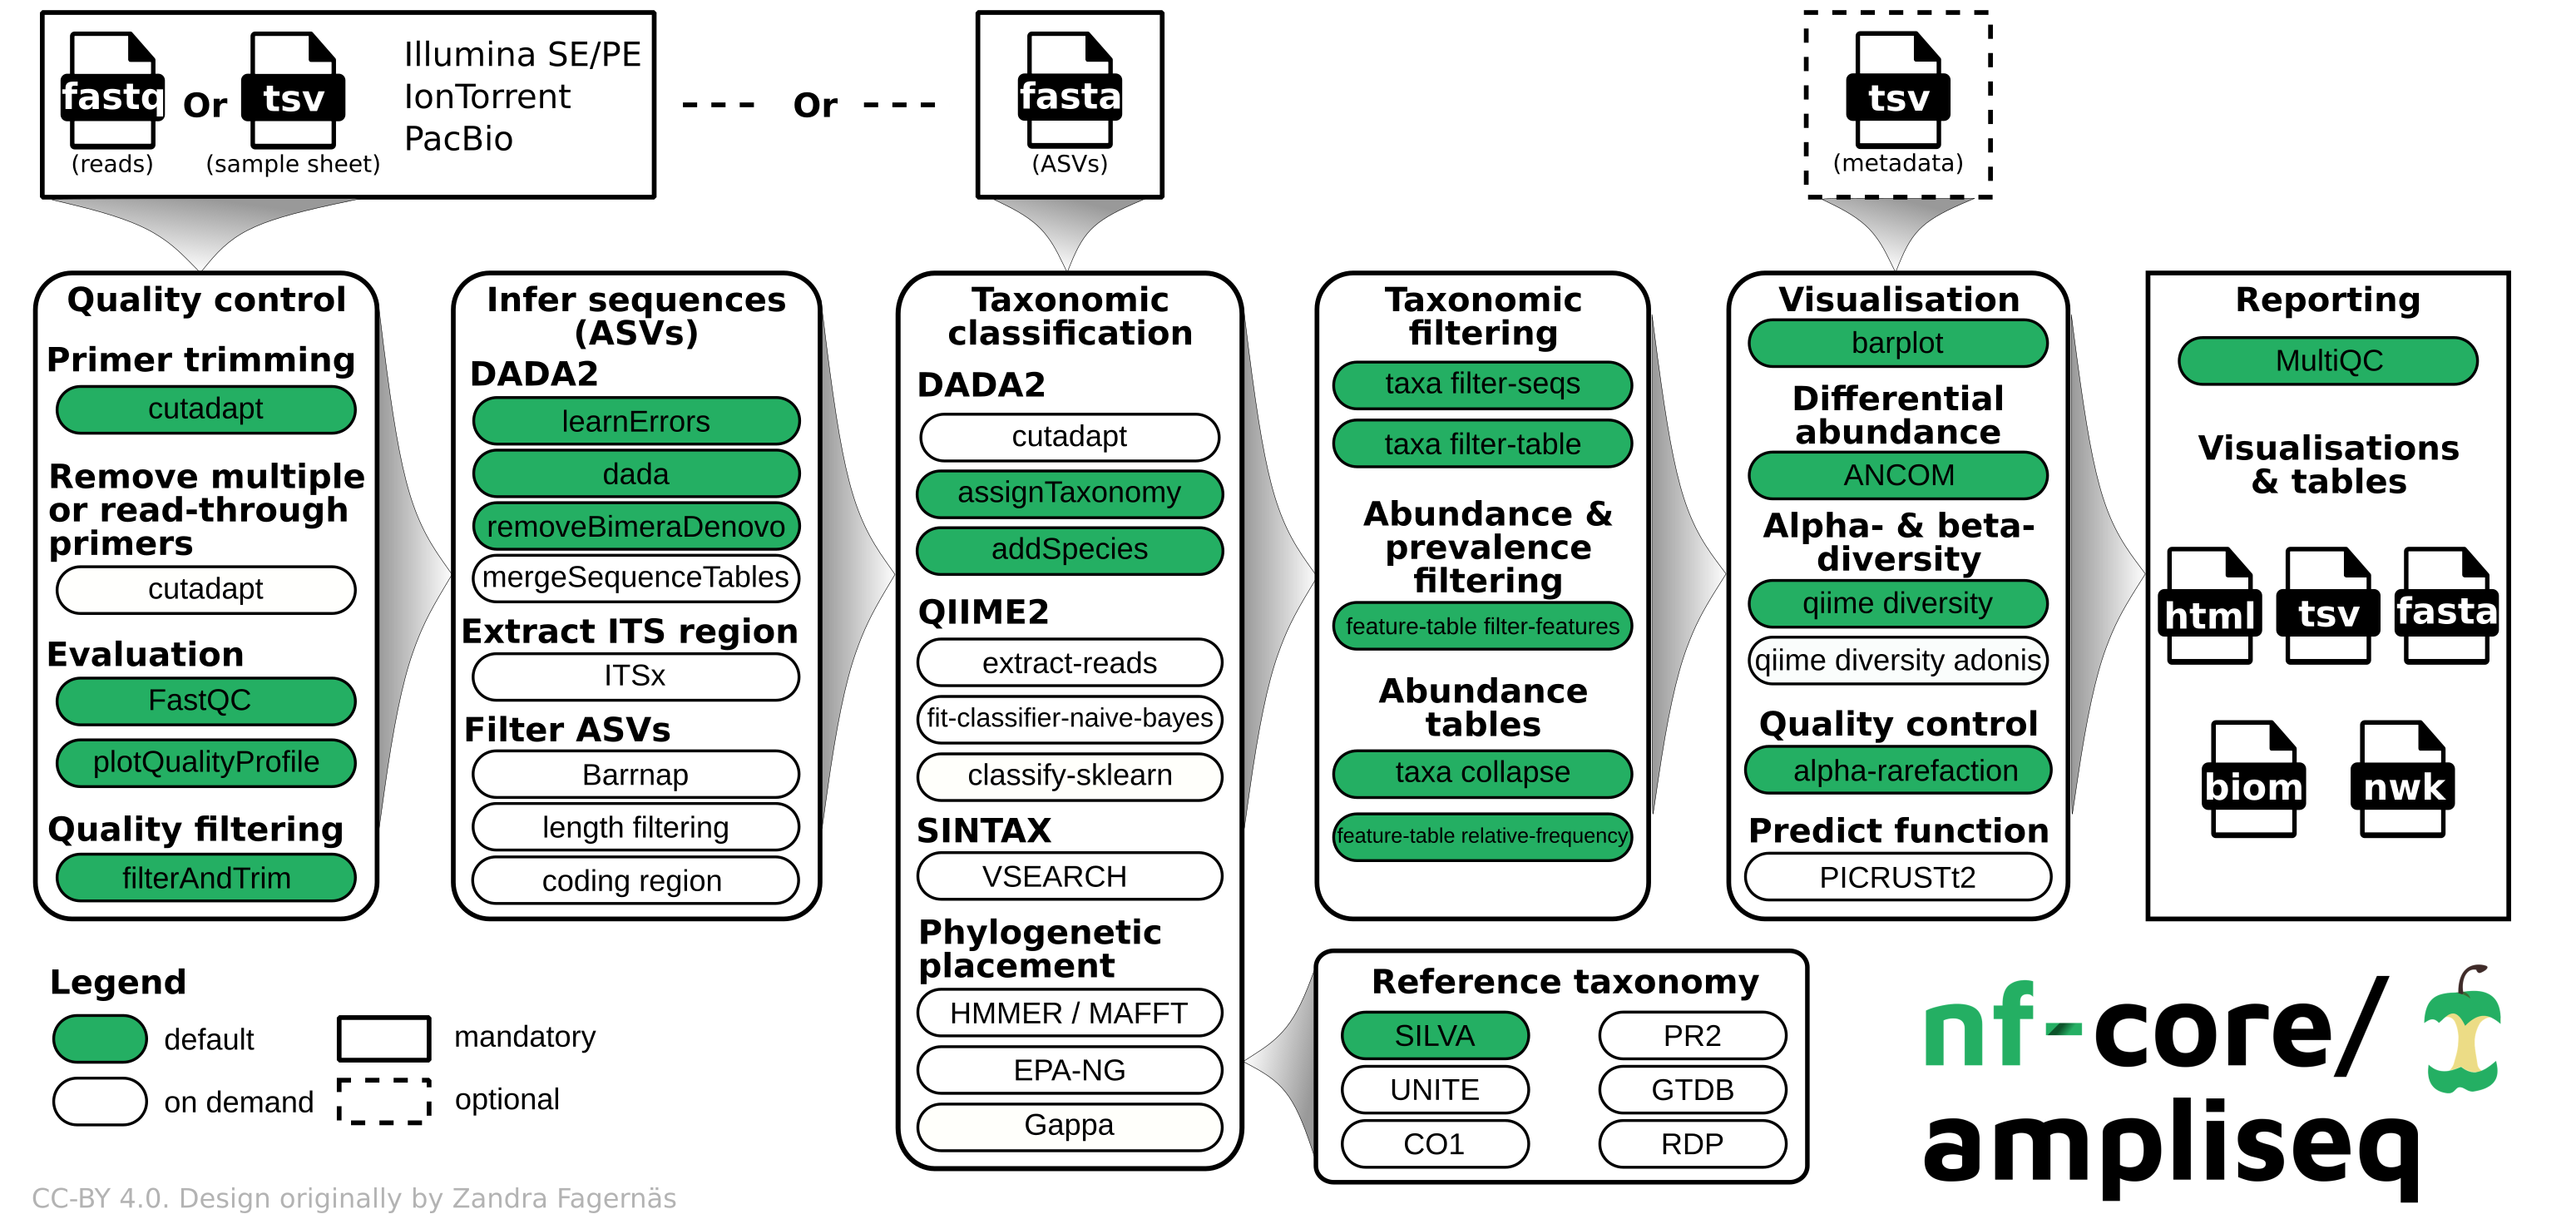 fastq
(reads)
Or
tsv
(sample sheet)
Illumina SE/PE
IonTorrent
PacBio
Or
fasta
(ASVs)
tsv
(metadata)
Quality control
Primer trimming
cutadapt
Remove multiple
or read-through
primers
cutadapt
Evaluation
FastQC
plotQualityProfile
Quality filtering
filterAndTrim
Infer sequences
(ASVs)
DADA2
learnErrors
dada
removeBimeraDenovo
mergeSequenceTables
Extract ITS region
ITSx
Filter ASVs
Barrnap
length filtering
coding region
Taxonomic
classification
DADA2
cutadapt
assignTaxonomy
addSpecies
QIIME2
extract-reads
fit-classifier-naive-bayes
classify-sklearn
SINTAX
VSEARCH
Phylogenetic
placement
HMMER / MAFFT
EPA-NG
Gappa
Taxonomic
filtering
taxa filter-seqs
taxa filter-table
Abundance &
prevalence
filtering
feature-table filter-features
Abundance
tables
taxa collapse
feature-table relative-frequency
Visualisation
barplot
Differential
abundance
ANCOM
Alpha- & beta-
diversity
qiime diversity
qiime diversity adonis
Quality control
alpha-rarefaction
Predict function
PICRUSTt2
Reporting
MultiQC
Visualisations
& tables
html
tsv
fasta
biom
nwk
Reference taxonomy
SILVA
PR2
UNITE
GTDB
CO1
RDP
Legend
default
mandatory
on demand
optional
nf-core/
ampliseq
CC-BY 4.0. Design originally by Zandra Fagernäs